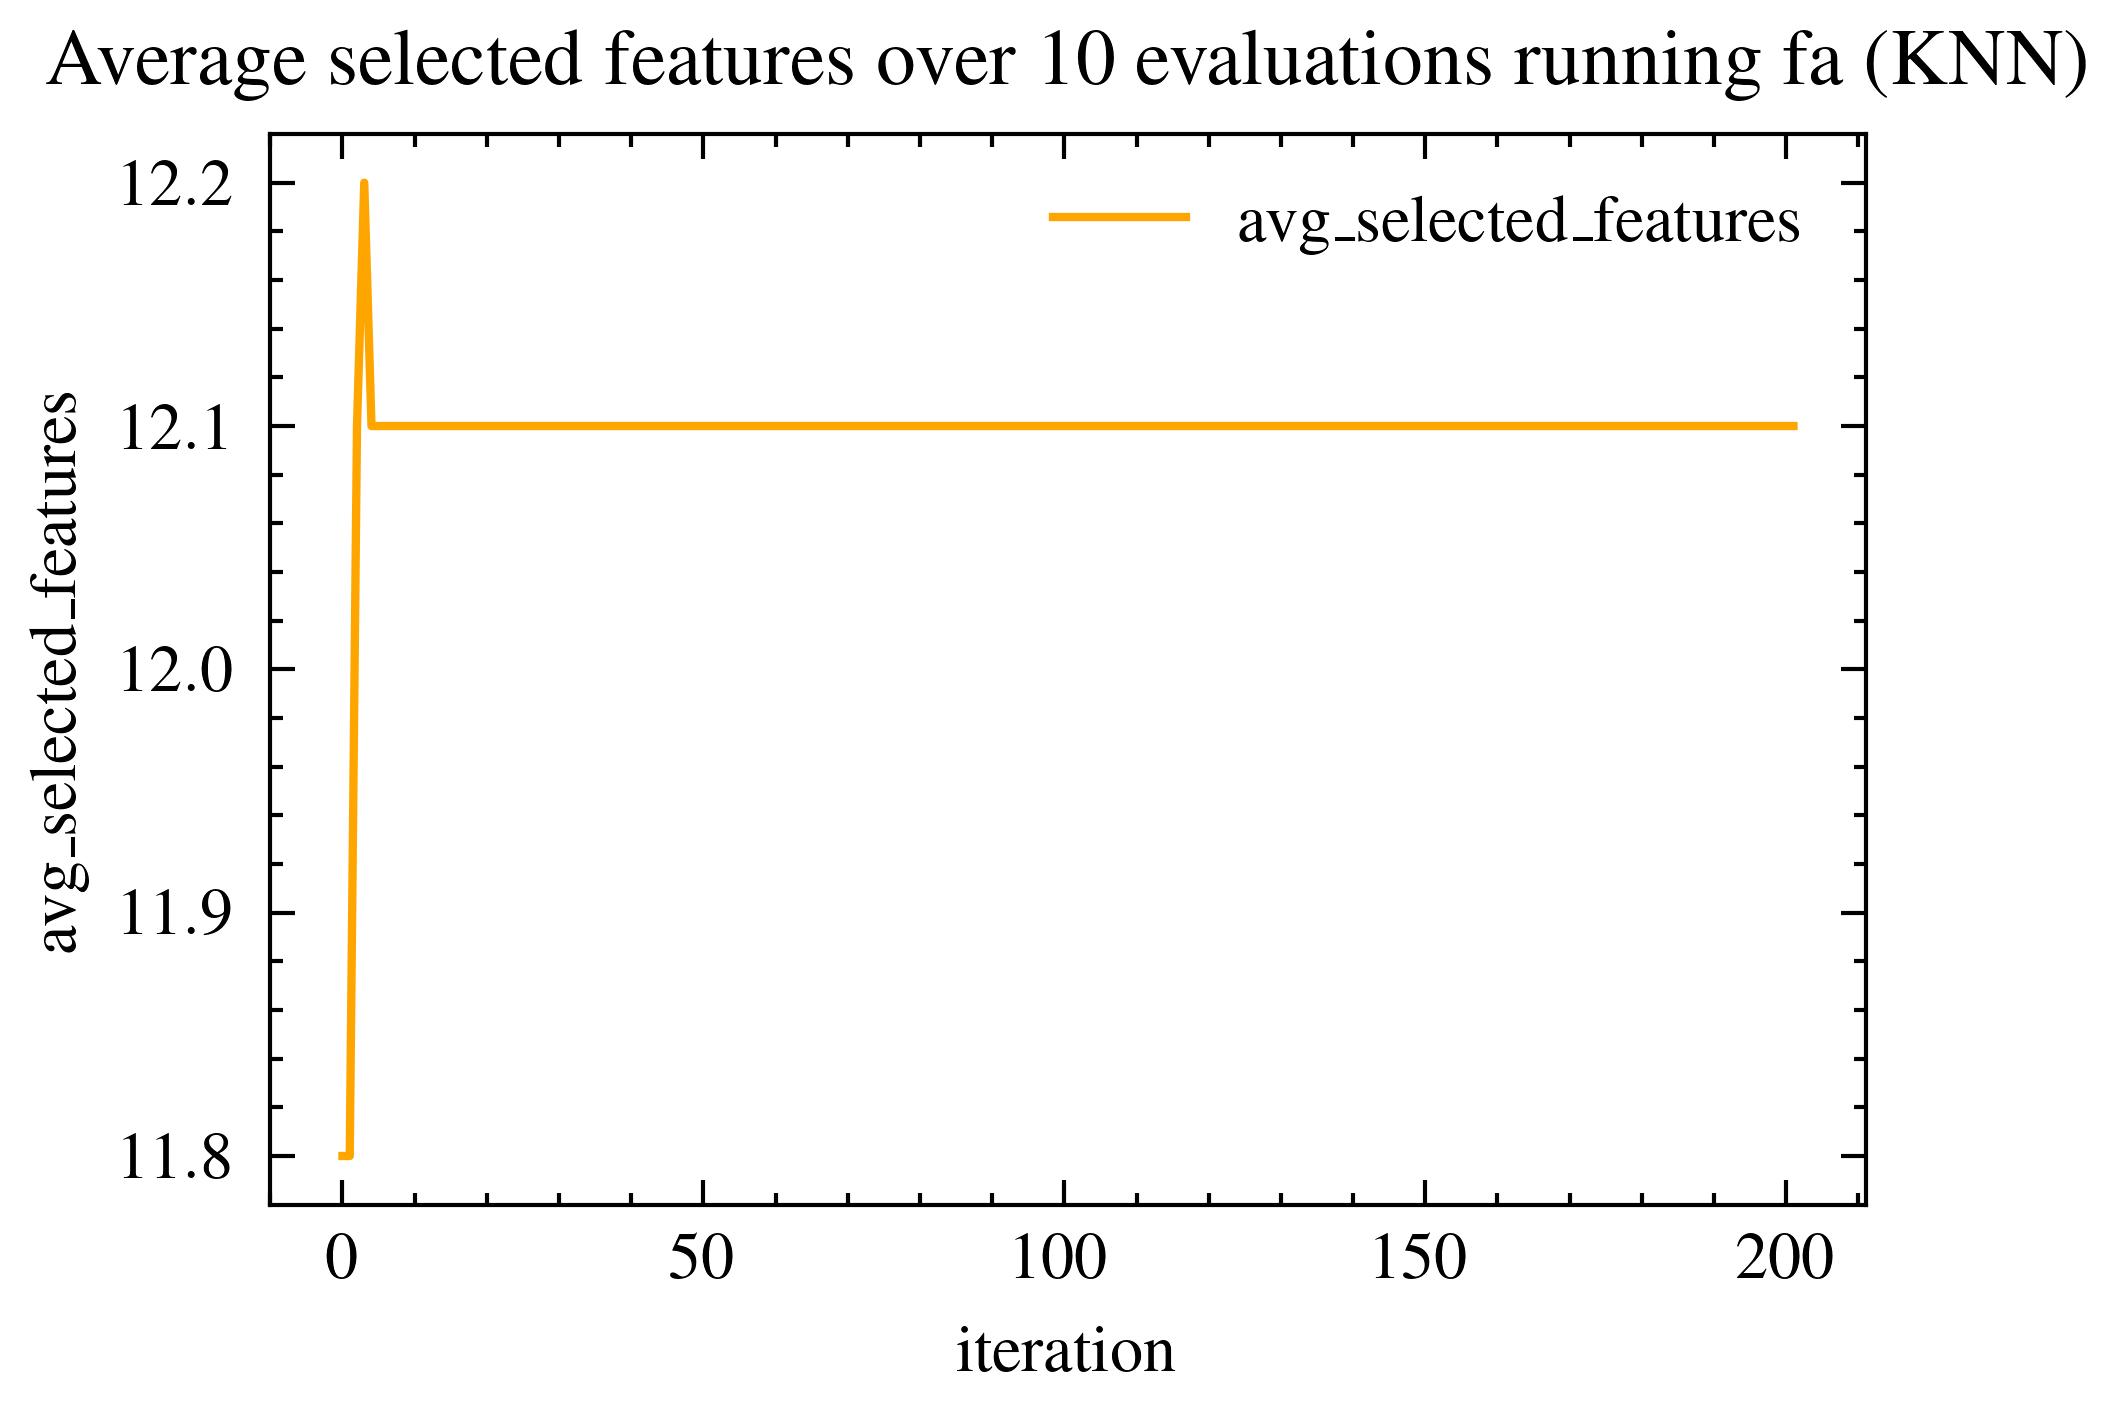 Average selected features over 10 evaluations running fa (KNN)
avg_selected_features
avg_selected_features
12.2
12.1
12.0
11.9
11.8
0 50 100 150 200
iteration